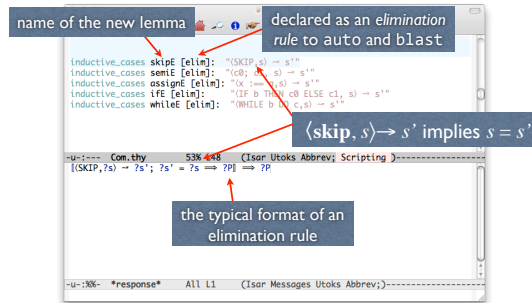 name of the new lemma
declared as an elimination
rule to auto and blast
inductive_cases skipE [elim]: "⟨SKIP,s⟩ → s'"
inductive_cases semiE [elim]: "⟨c0; c1, s⟩ → s'"
inductive_cases assignE [elim]: "⟨x := a,s⟩ → s'"
inductive_cases ifE [elim]: "⟨IF b THEN c0 ELSE c1, s⟩ → s'"
inductive_cases whileE [elim]: "⟨WHILE b DO c,s⟩ → s'"
⟨skip, s⟩→ s' implies s = s'
-u-:--- Com.thy 53% L48 (Isar Utoks Abbrev; Scripting )
⟦⟨SKIP,?s⟩ → ?s'; ?s' = ?s ⟹ ?P⟧ ⟹ ?P
the typical format of an
elimination rule
-u-:%%- *response* All L1 (Isar Messages Utoks Abbrev;)